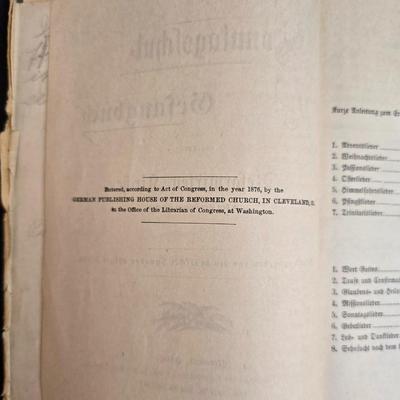 Entered, according to Act of Congress, in the year 1876, by the
GERMAN PUBLISHING HOUSE OF THE REFORMED CHURCH, IN CLEVELAND, O.
in the Office of the Librarian of Congress, at Washington.
Kurze Anleitung zum
1. Adventslieder
2. Weihnachtslieder
3. Passionslieder
4. Osterlieder
5. Himmelfahrtslieder
6. Pfingstlieder
7. Trinitatislieder
1. Wort Gottes
2. Taufe und
3. Glaubens- und
4. Missionslieder
5. Sonntagslieder
6. Gebetlieder
7. Lob- und Danklieder
8. Sehnsucht nach dem